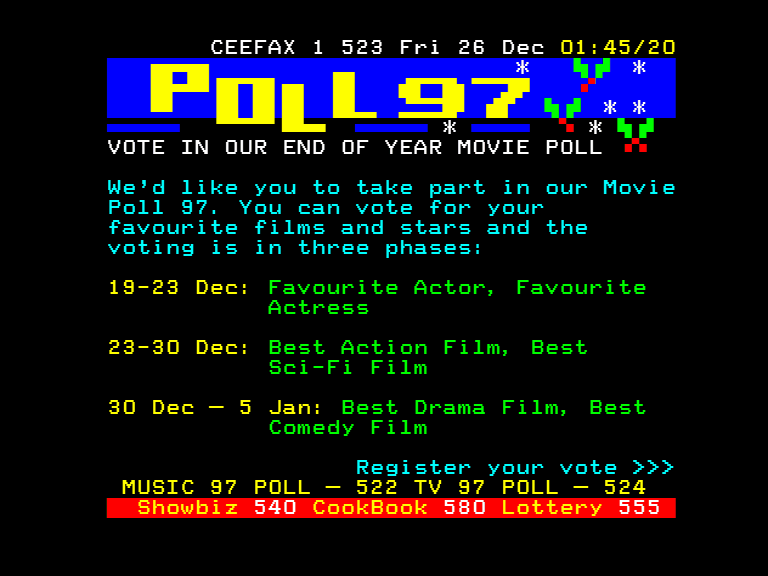 CEEFAX 1 523 Fri 26 Dec 01:45/20
POLL 97
VOTE IN OUR END OF YEAR MOVIE POLL
We'd like you to take part in our Movie
Poll 97. You can vote for your
favourite films and stars and the
voting is in three phases:
19-23 Dec: Favourite Actor, Favourite
Actress
23-30 Dec: Best Action Film, Best
Sci-Fi Film
30 Dec - 5 Jan: Best Drama Film, Best
Comedy Film
Register your vote >>>
MUSIC 97 POLL - 522 TV 97 POLL - 524
Showbiz 540 CookBook 580 Lottery 555